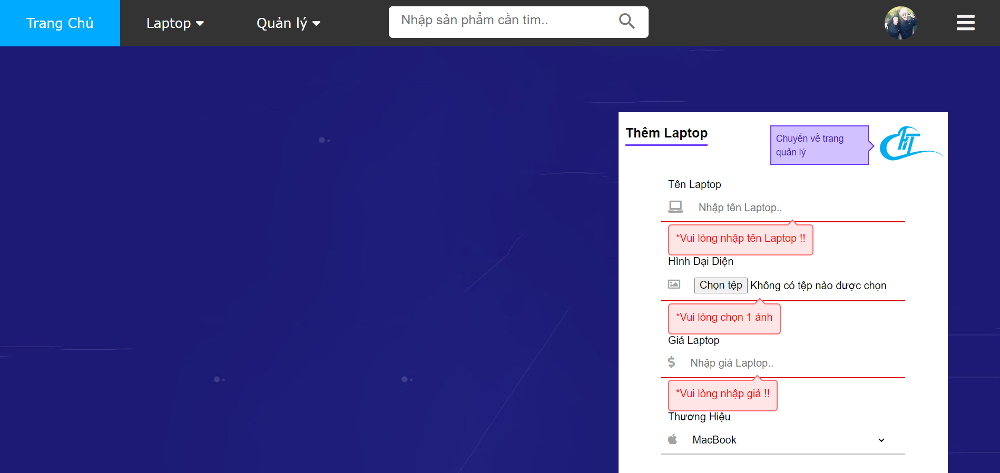 Trang Chủ
Laptop
Quản lý
Nhập sản phẩm cần tìm..
Thêm Laptop
Chuyển về trang
quản lý
CHT
Tên Laptop
Nhập tên Laptop..
*Vui lòng nhập tên Laptop !!
Hình Đại Diện
Chọn tệp Không có tệp nào được chọn
*Vui lòng chọn 1 ảnh
Giá Laptop
Nhập giá Laptop..
*Vui lòng nhập giá !!
Thương Hiệu
MacBook